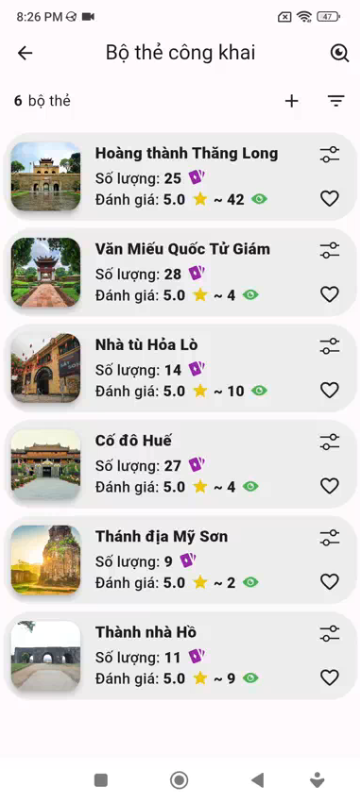 8:26 PM
47
Bộ thẻ công khai
6 bộ thẻ
Hoàng thành Thăng Long
Số lượng: 25
Đánh giá: 5.0 ~ 42
Văn Miếu Quốc Tử Giám
Số lượng: 28
Đánh giá: 5.0 ~ 4
Nhà tù Hỏa Lò
Số lượng: 14
Đánh giá: 5.0 ~ 10
Cố đô Huế
Số lượng: 27
Đánh giá: 5.0 ~ 4
Thánh địa Mỹ Sơn
Số lượng: 9
Đánh giá: 5.0 ~ 2
Thành nhà Hồ
Số lượng: 11
Đánh giá: 5.0 ~ 9